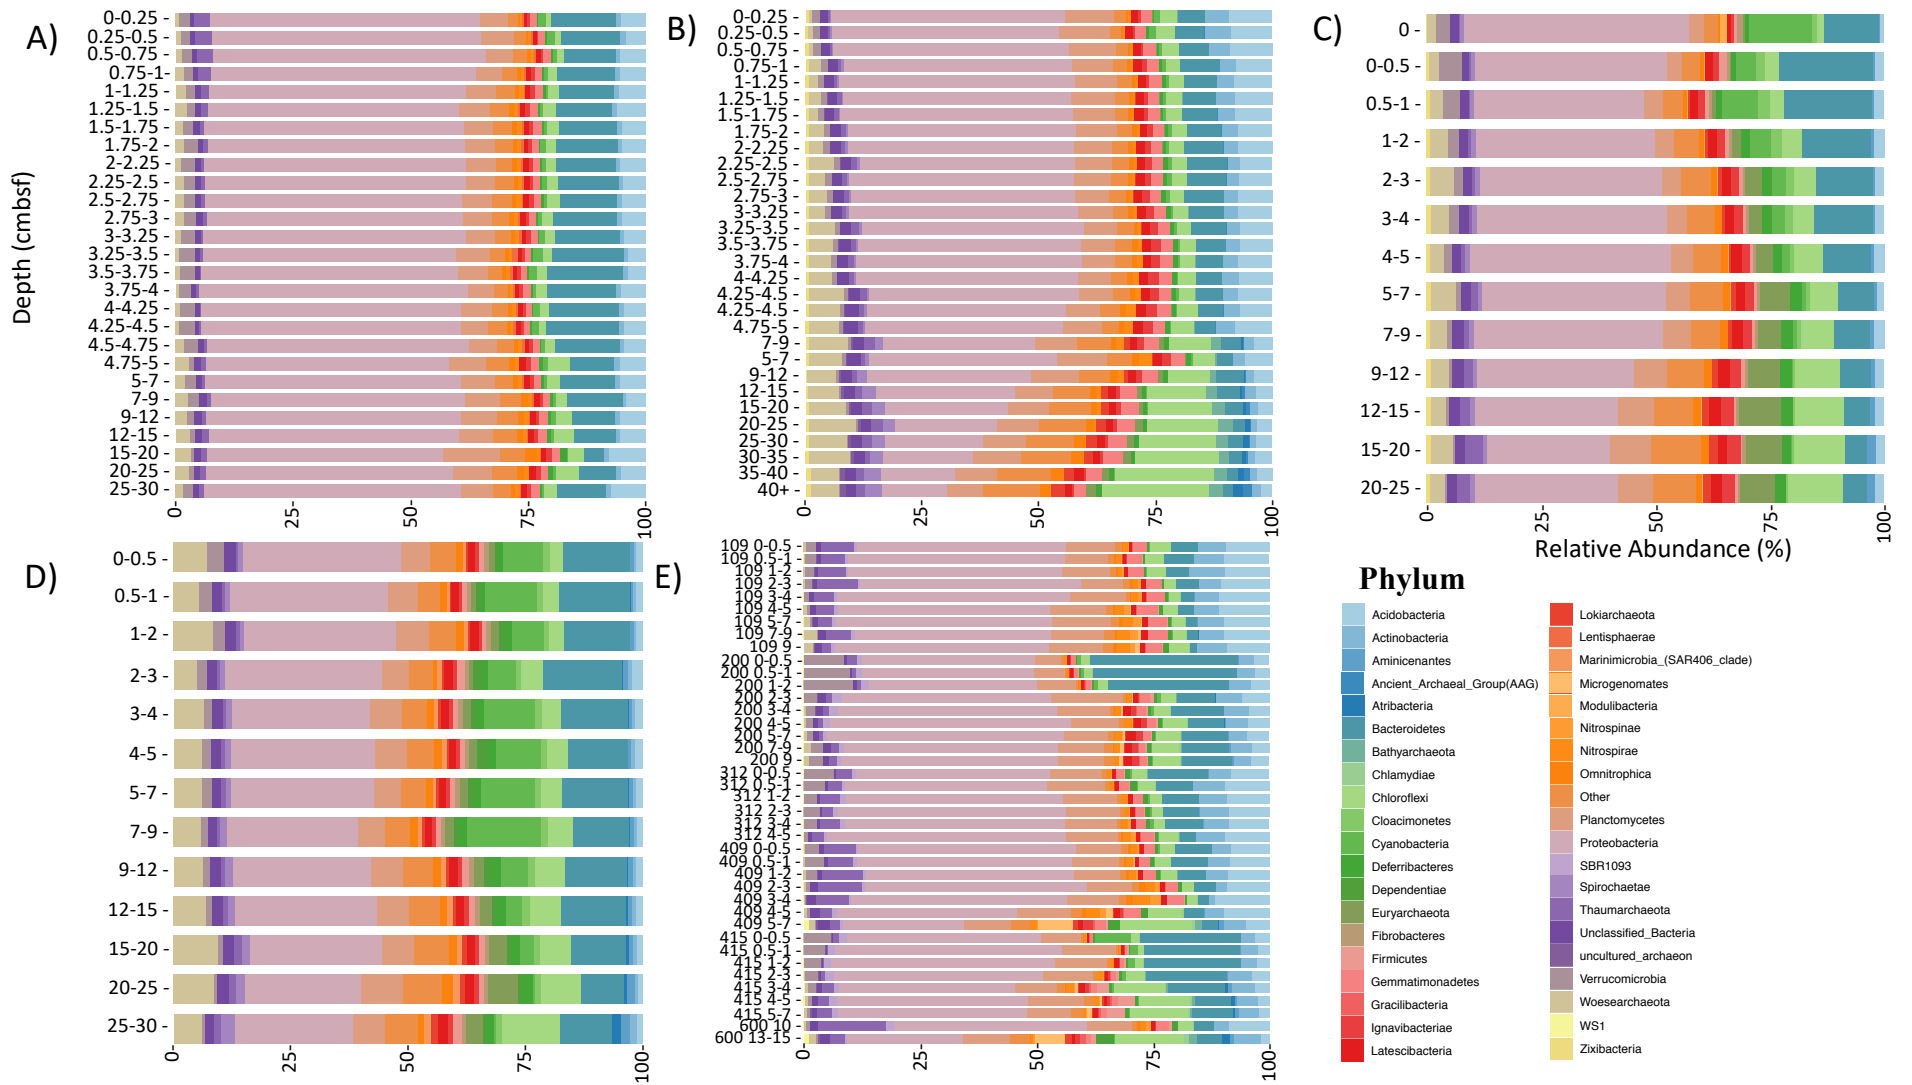 A)
Depth (cmbsf)
0-0.25 -
0.25-0.5 -
0.5-0.75 -
0.75-1-
1-1.25 -
1.25-1.5 -
1.5-1.75 -
1.75-2 -
2-2.25 -
2.25-2.5 -
2.5-2.75 -
2.75-3 -
3-3.25 -
3.25-3.5 -
3.5-3.75 -
3.75-4 -
4-4.25 -
4.25-4.5 -
4.5-4.75 -
4.75-5 -
5-7 -
7-9 -
9-12 -
12-15 -
15-20 -
20-25 -
25-30 -
0 25 50 75 100
B)
0-0.25 -
0.25-0.5 -
0.5-0.75 -
0.75-1 -
1-1.25 -
1.25-1.5 -
1.5-1.75 -
1.75-2 -
2-2.25 -
2.25-2.5 -
2.5-2.75 -
2.75-3 -
3-3.25 -
3.25-3.5 -
3.5-3.75 -
3.75-4 -
4-4.25 -
4.25-4.5 -
4.25-4.5 -
4.75-5 -
7-9 -
5-7 -
9-12 -
12-15 -
15-20 -
20-25 -
25-30 -
30-35 -
35-40 -
40+ -
0 25 50 75 100
C)
0 -
0-0.5 -
0.5-1 -
1-2 -
2-3 -
3-4 -
4-5 -
5-7 -
7-9 -
9-12 -
12-15 -
15-20 -
20-25 -
0 25 50 75 100
Relative Abundance (%)
D)
0-0.5 -
0.5-1 -
1-2 -
2-3 -
3-4 -
4-5 -
5-7 -
7-9 -
9-12 -
12-15 -
15-20 -
20-25 -
25-30 -
0 25 50 75 100
E)
109 0-0.5 -
109 0.5-1 -
109 1-2 -
109 2-3 -
109 3-4 -
109 4-5 -
109 5-7 -
109 7-9 -
109 9 -
200 0-0.5 -
200 0.5-1 -
200 1-2 -
200 2-3 -
200 3-4 -
200 4-5 -
200 5-7 -
200 7-9 -
200 9 -
312 0-0.5 -
312 0.5-1 -
312 1-2 -
312 2-3 -
312 3-4 -
312 4-5 -
409 0-0.5 -
409 0.5-1 -
409 1-2 -
409 2-3 -
409 3-4 -
409 4-5 -
409 5-7 -
415 0-0.5 -
415 0.5-1 -
415 1-2 -
415 2-3 -
415 3-4 -
415 4-5 -
415 5-7 -
600 10 -
600 13-15 -
0 25 50 75 100
Phylum
Acidobacteria
Actinobacteria
Aminicenantes
Ancient_Archaeal_Group(AAG)
Atribacteria
Bacteroidetes
Bathyarchaeota
Chlamydiae
Chloroflexi
Cloacimonetes
Cyanobacteria
Deferribacteres
Dependentiae
Euryarchaeota
Fibrobacteres
Firmicutes
Gemmatimonadetes
Gracilibacteria
Ignavibacteriae
Latescibacteria
Lokiarchaeota
Lentisphaerae
Marinimicrobia_(SAR406_clade)
Microgenomates
Modulibacteria
Nitrospinae
Nitrospirae
Omnitrophica
Other
Planctomycetes
Proteobacteria
SBR1093
Spirochaetae
Thaumarchaeota
Unclassified_Bacteria
uncultured_archaeon
Verrucomicrobia
Woesearchaeota
WS1
Zixibacteria